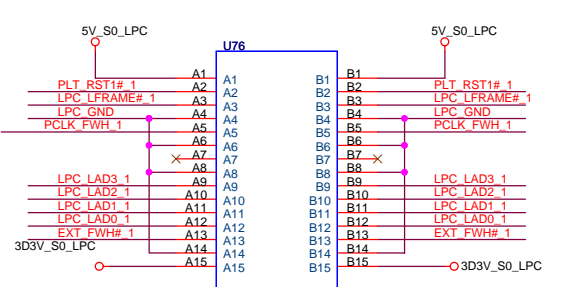 5V_S0_LPC 5V_S0_LPC
U76
A1 A1 B1 B1
PLT_RST1#_1 A2 A2 B2 B2 PLT_RST1#_1
LPC_LFRAME#_1 A3 A3 B3 B3 LPC_LFRAME#_1
LPC_GND A4 A4 B4 B4 LPC_GND
PCLK_FWH_1 A5 A5 B5 B5 PCLK_FWH_1
A6 A6 B6 B6
A7 A7 B7 B7
A8 A8 B8 B8
LPC_LAD3_1 A9 A9 B9 B9 LPC_LAD3_1
LPC_LAD2_1 A10 A10 B10 B10 LPC_LAD2_1
LPC_LAD1_1 A11 A11 B11 B11 LPC_LAD1_1
LPC_LAD0_1 A12 A12 B12 B12 LPC_LAD0_1
EXT_FWH#_1 A13 A13 B13 B13 EXT_FWH#_1
3D3V_S0_LPC A14 A14 B14 B14
A15 A15 B15 B15 3D3V_S0_LPC